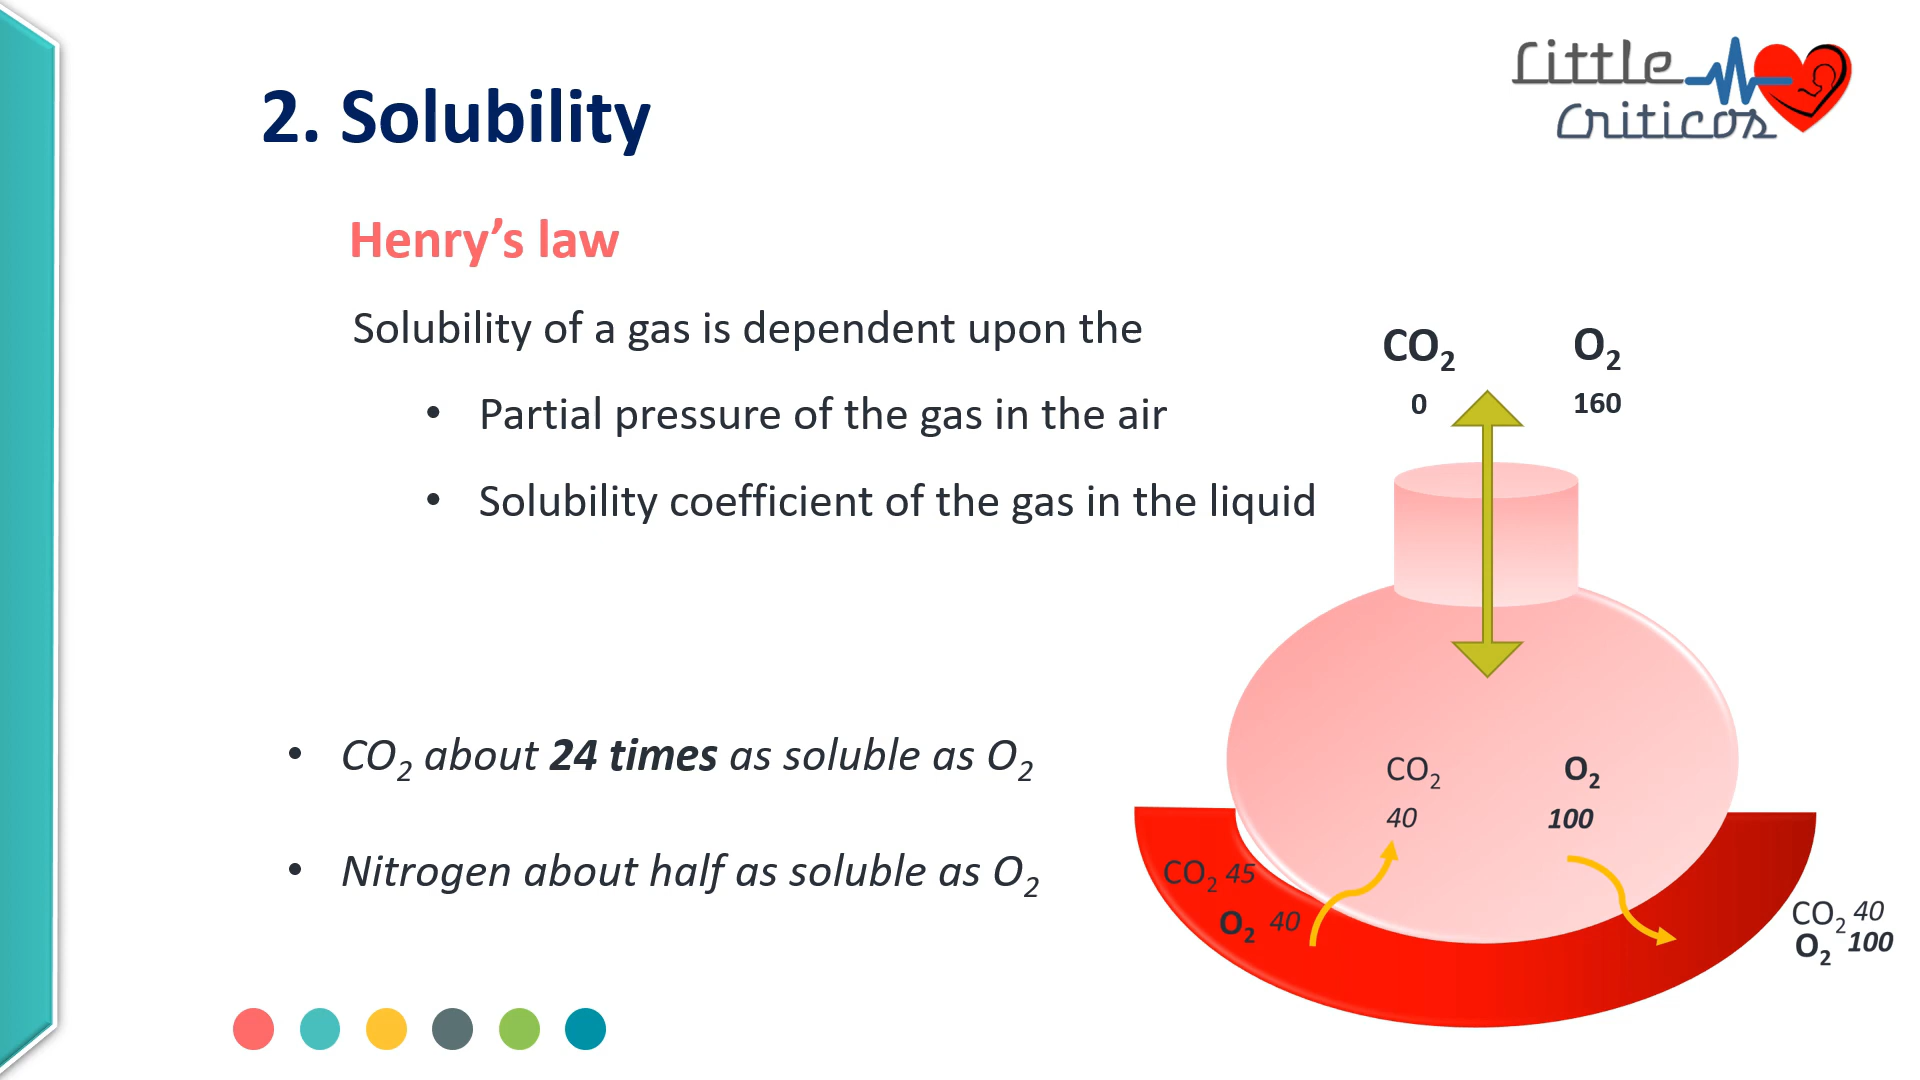 Little
Criticos
2. Solubility
Henry’s law
Solubility of a gas is dependent upon the
• Partial pressure of the gas in the air
• Solubility coefficient of the gas in the liquid
• CO2 about 24 times as soluble as O2
• Nitrogen about half as soluble as O2
CO2 O2
0 160
CO2 O2
40 100
CO2 45
O2 40
CO2 40
O2 100